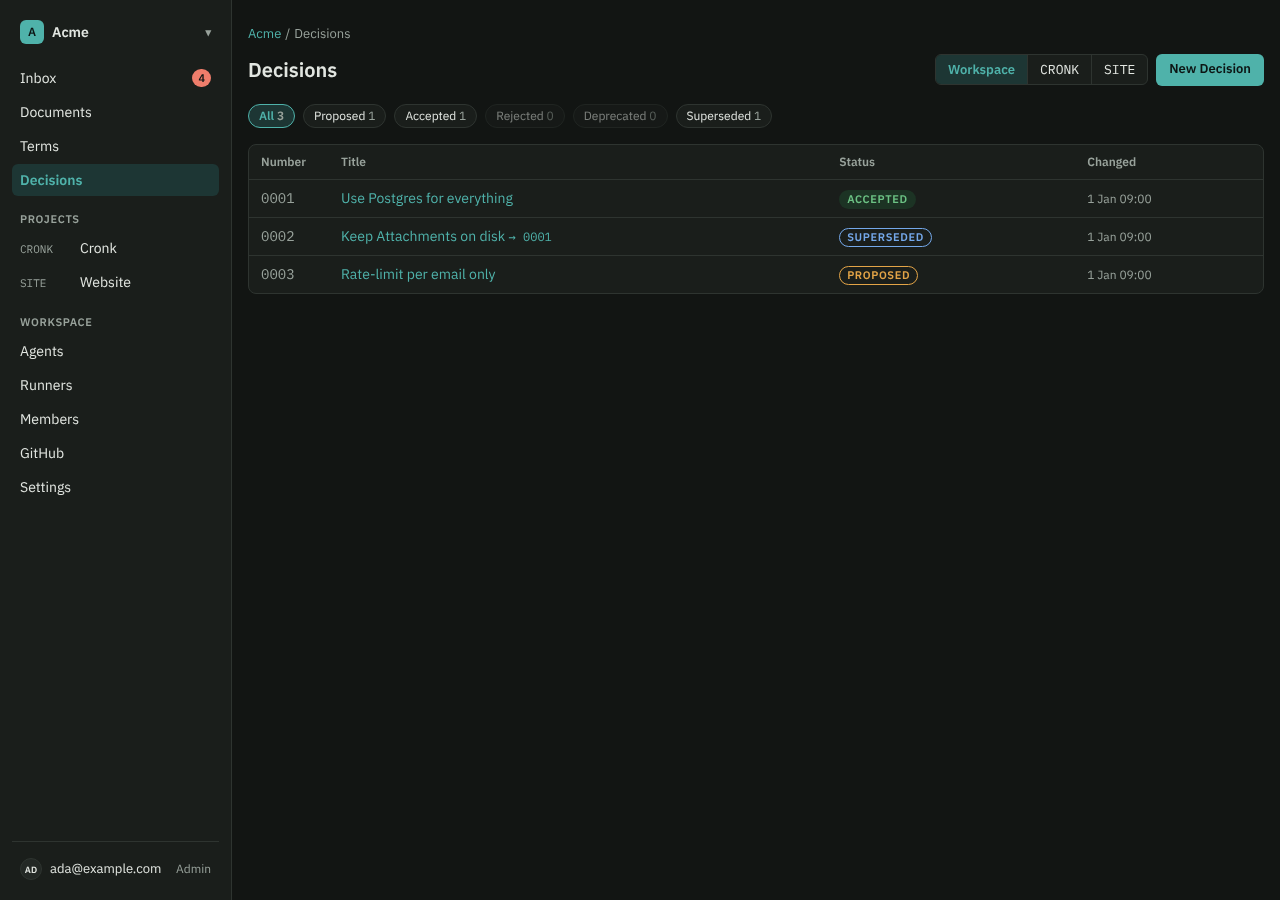 A Acme ▾
Inbox 4
Documents
Terms
Decisions
PROJECTS
CRONK Cronk
SITE Website
WORKSPACE
Agents
Runners
Members
GitHub
Settings
AD ada@example.com Admin
Acme / Decisions
Decisions
Workspace CRONK SITE New Decision
All 3 Proposed 1 Accepted 1 Rejected 0 Deprecated 0 Superseded 1
Number Title Status Changed
0001 Use Postgres for everything ACCEPTED 1 Jan 09:00
0002 Keep Attachments on disk → 0001 SUPERSEDED 1 Jan 09:00
0003 Rate-limit per email only PROPOSED 1 Jan 09:00